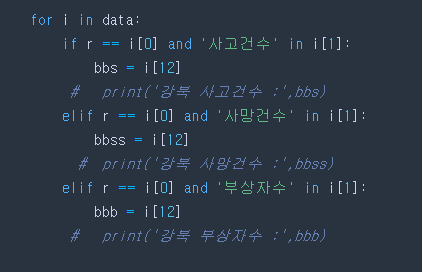 for i in data:
if r == i[0] and '사고건수' in i[1]:
bbs = i[12]
# print('강북 사고건수 :',bbs)
elif r == i[0] and '사망건수' in i[1]:
bbss = i[12]
# print('강북 사망건수 :',bbss)
elif r == i[0] and '부상자수' in i[1]:
bbb = i[12]
# print('강북 부상자수 :',bbb)